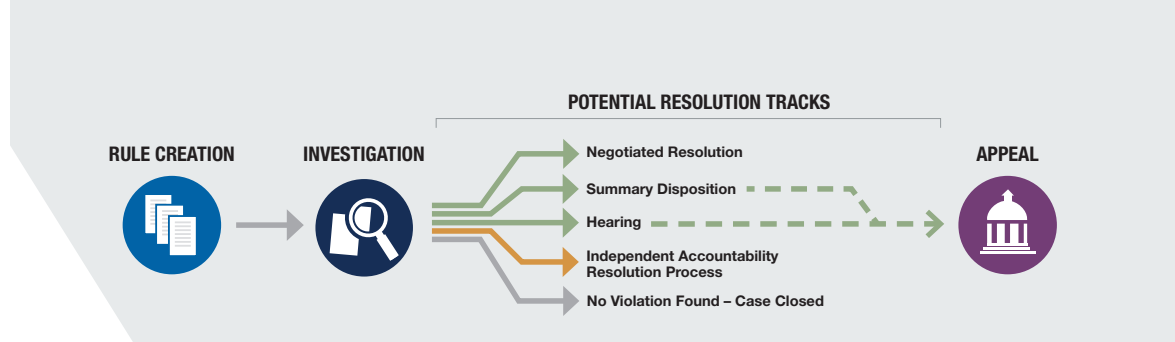 POTENTIAL RESOLUTION TRACKS
RULE CREATION
INVESTIGATION
APPEAL
Negotiated Resolution
Summary Disposition
Hearing
Independent Accountability
Resolution Process
No Violation Found – Case Closed